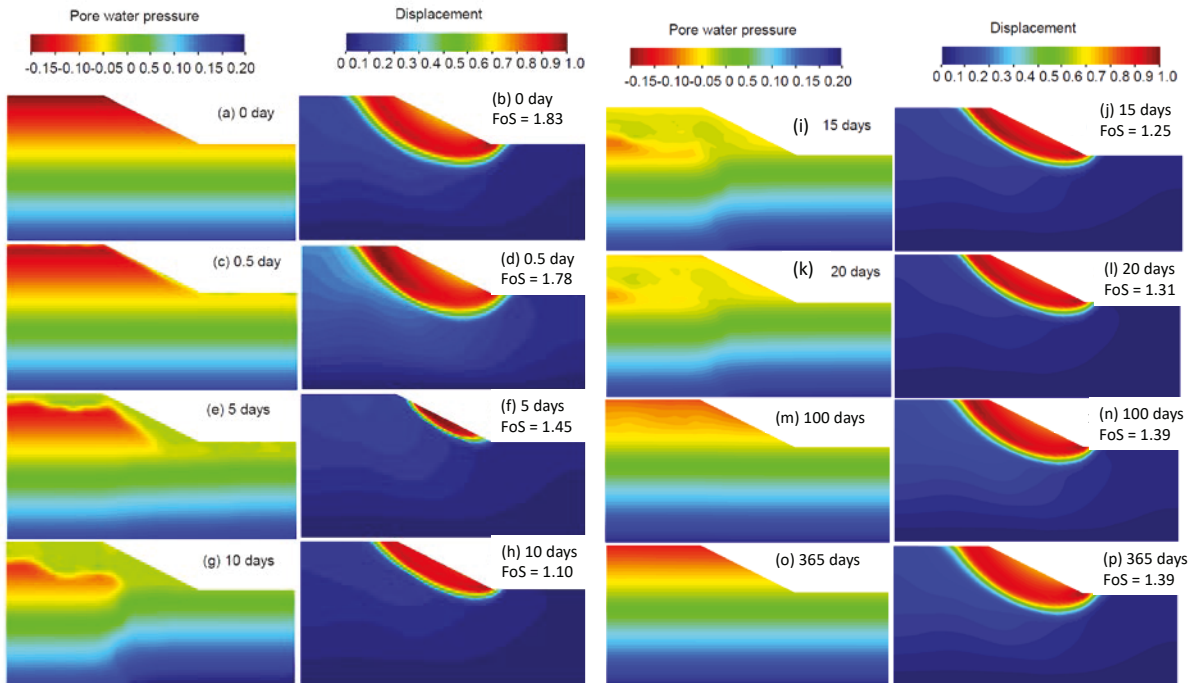 Pore water pressure
-0.15-0.10-0.05 0 0.5 0.10 0.15 0.20
Displacement
0 0.1 0.2 0.3 0.4 0.5 0.6 0.7 0.8 0.9 1.0
(a) 0 day
(b) 0 day
FoS = 1.83
(c) 0.5 day
(d) 0.5 day
FoS = 1.78
(e) 5 days
(f) 5 days
FoS = 1.45
(g) 10 days
(h) 10 days
FoS = 1.10
Pore water pressure
-0.15-0.10-0.05 0 0.5 0.10 0.15 0.20
Displacement
0 0.1 0.2 0.3 0.4 0.5 0.6 0.7 0.8 0.9 1.0
(i) 15 days
(j) 15 days
FoS = 1.25
(k) 20 days
(l) 20 days
FoS = 1.31
(m) 100 days
(n) 100 days
FoS = 1.39
(o) 365 days
(p) 365 days
FoS = 1.39